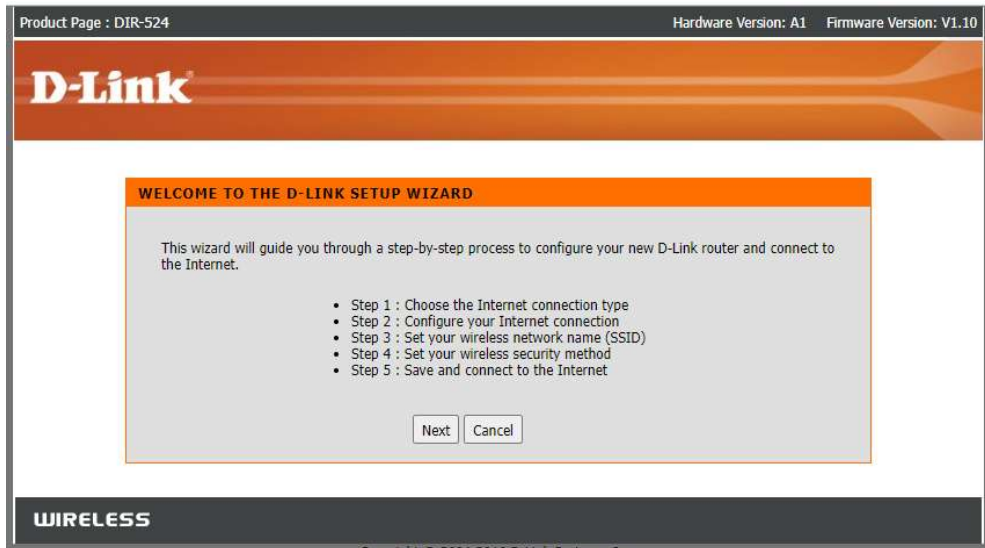 Product Page : DIR-524 Hardware Version: A1 Firmware Version: V1.10
D-Link
WELCOME TO THE D-LINK SETUP WIZARD
This wizard will guide you through a step-by-step process to configure your new D-Link router and connect to
the Internet.
• Step 1 : Choose the Internet connection type
• Step 2 : Configure your Internet connection
• Step 3 : Set your wireless network name (SSID)
• Step 4 : Set your wireless security method
• Step 5 : Save and connect to the Internet
Next Cancel
WIRELESS